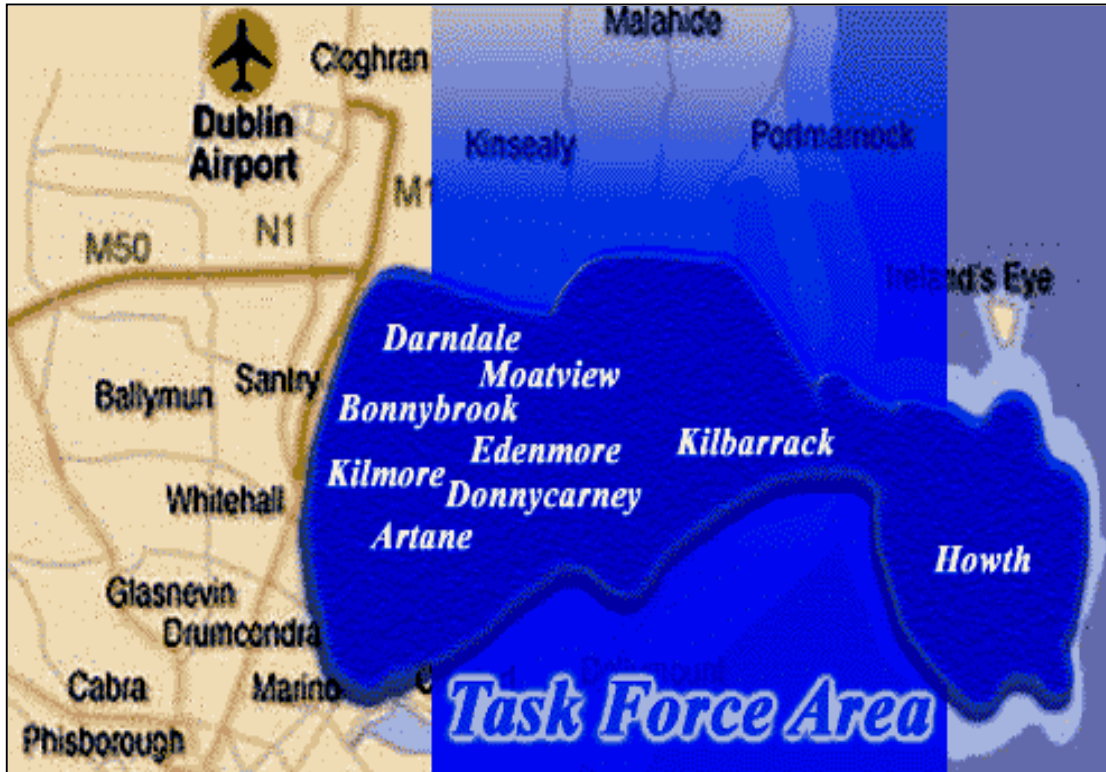 Malahide
Cloghran
Dublin
Airport
Kinsealy
Portmarnock
M1
N1
M50
Ireland's Eye
Darndale
Moatview
Santry
Ballymun
Bonnybrook
Edenmore
Kilbarrack
Kilmore
Donnycarney
Whitehall
Artane
Howth
Glasnevin
Drumcondra
Cabra
Marino
Task Force Area
Phisborough